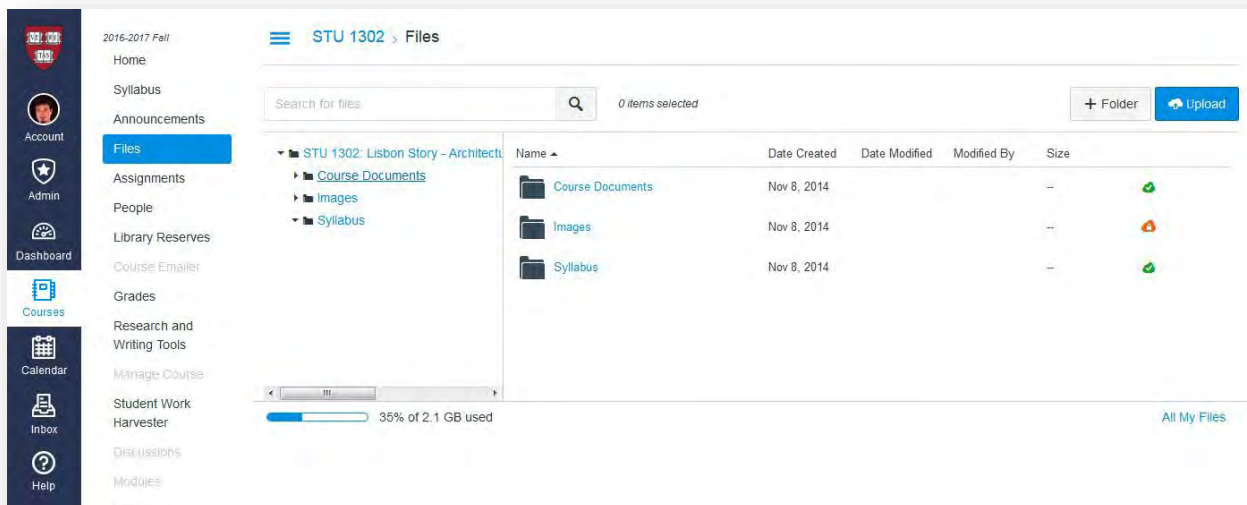 VE RI
TAS
Account
Admin
Dashboard
Courses
Calendar
Inbox
Help
2016-2017 Fall
Home
Syllabus
Announcements
Files
Assignments
People
Library Reserves
Course Emailer
Grades
Research and
Writing Tools
Manage Course
Student Work
Harvester
Discussions
Modules
STU 1302 > Files
Search for files
0 items selected
+ Folder
Upload
STU 1302: Lisbon Story - Architectu
Course Documents
Images
Syllabus
Name Date Created Date Modified Modified By Size
Course Documents Nov 8, 2014 --
Images Nov 8, 2014 --
Syllabus Nov 8, 2014 --
35% of 2.1 GB used
All My Files